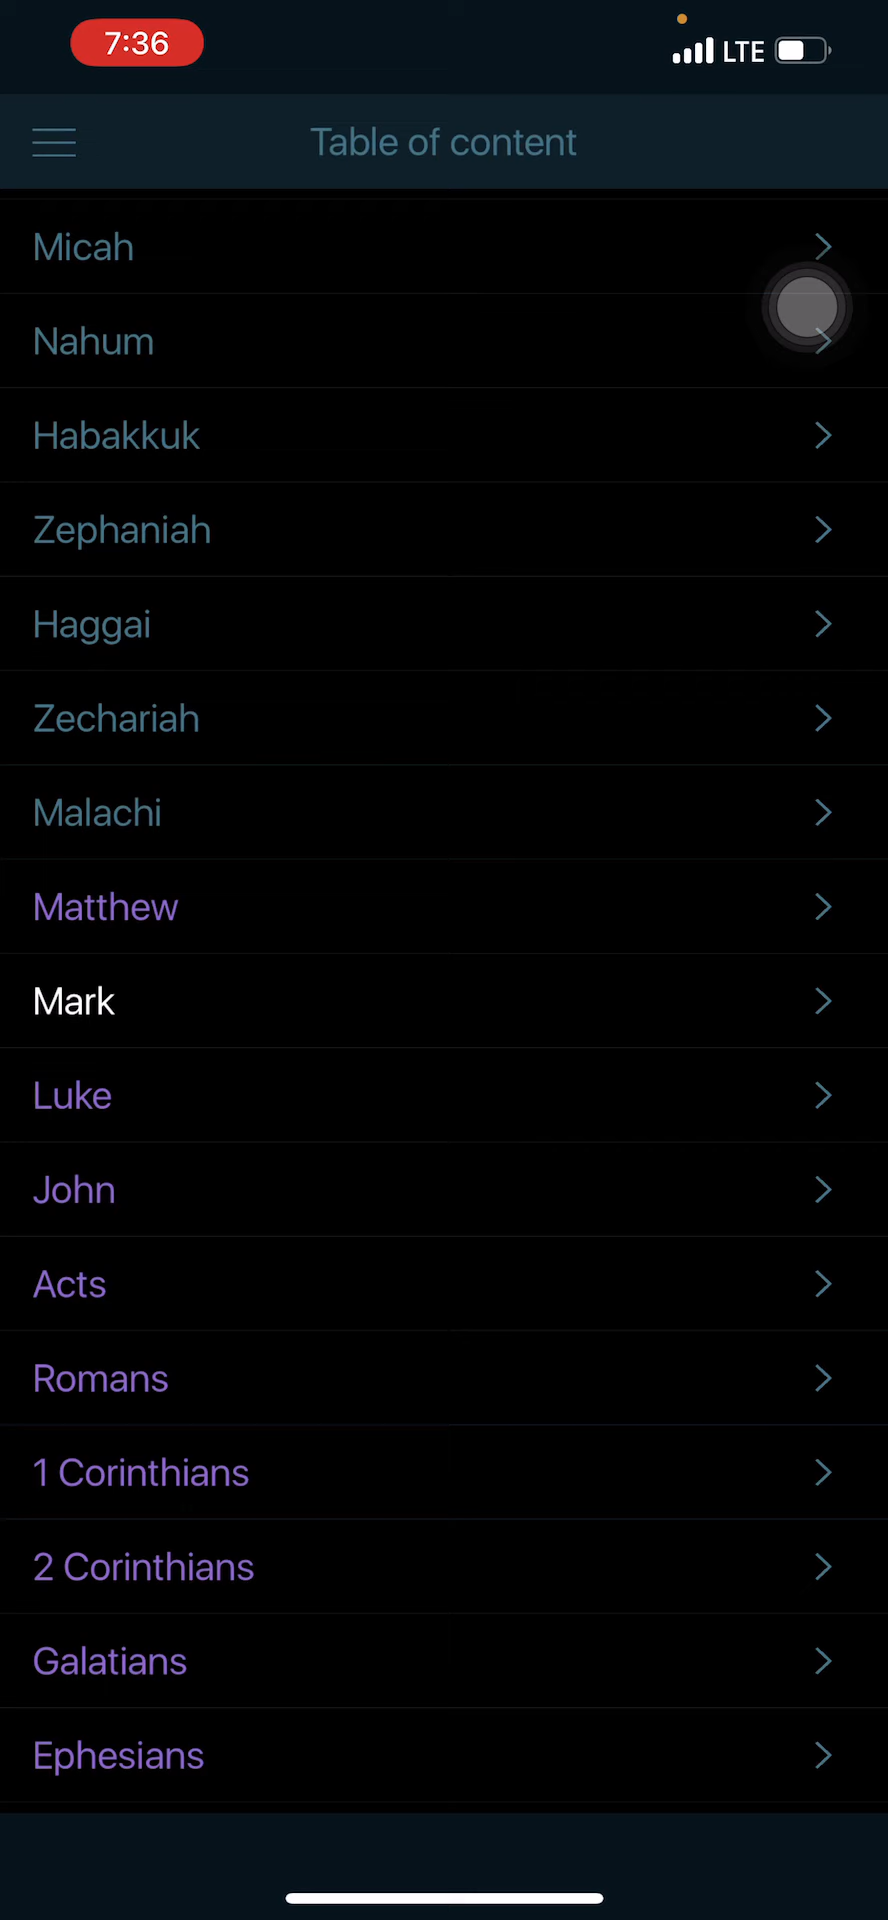 7:36
LTE
Table of content
Micah
Nahum
Habakkuk
Zephaniah
Haggai
Zechariah
Malachi
Matthew
Mark
Luke
John
Acts
Romans
1 Corinthians
2 Corinthians
Galatians
Ephesians